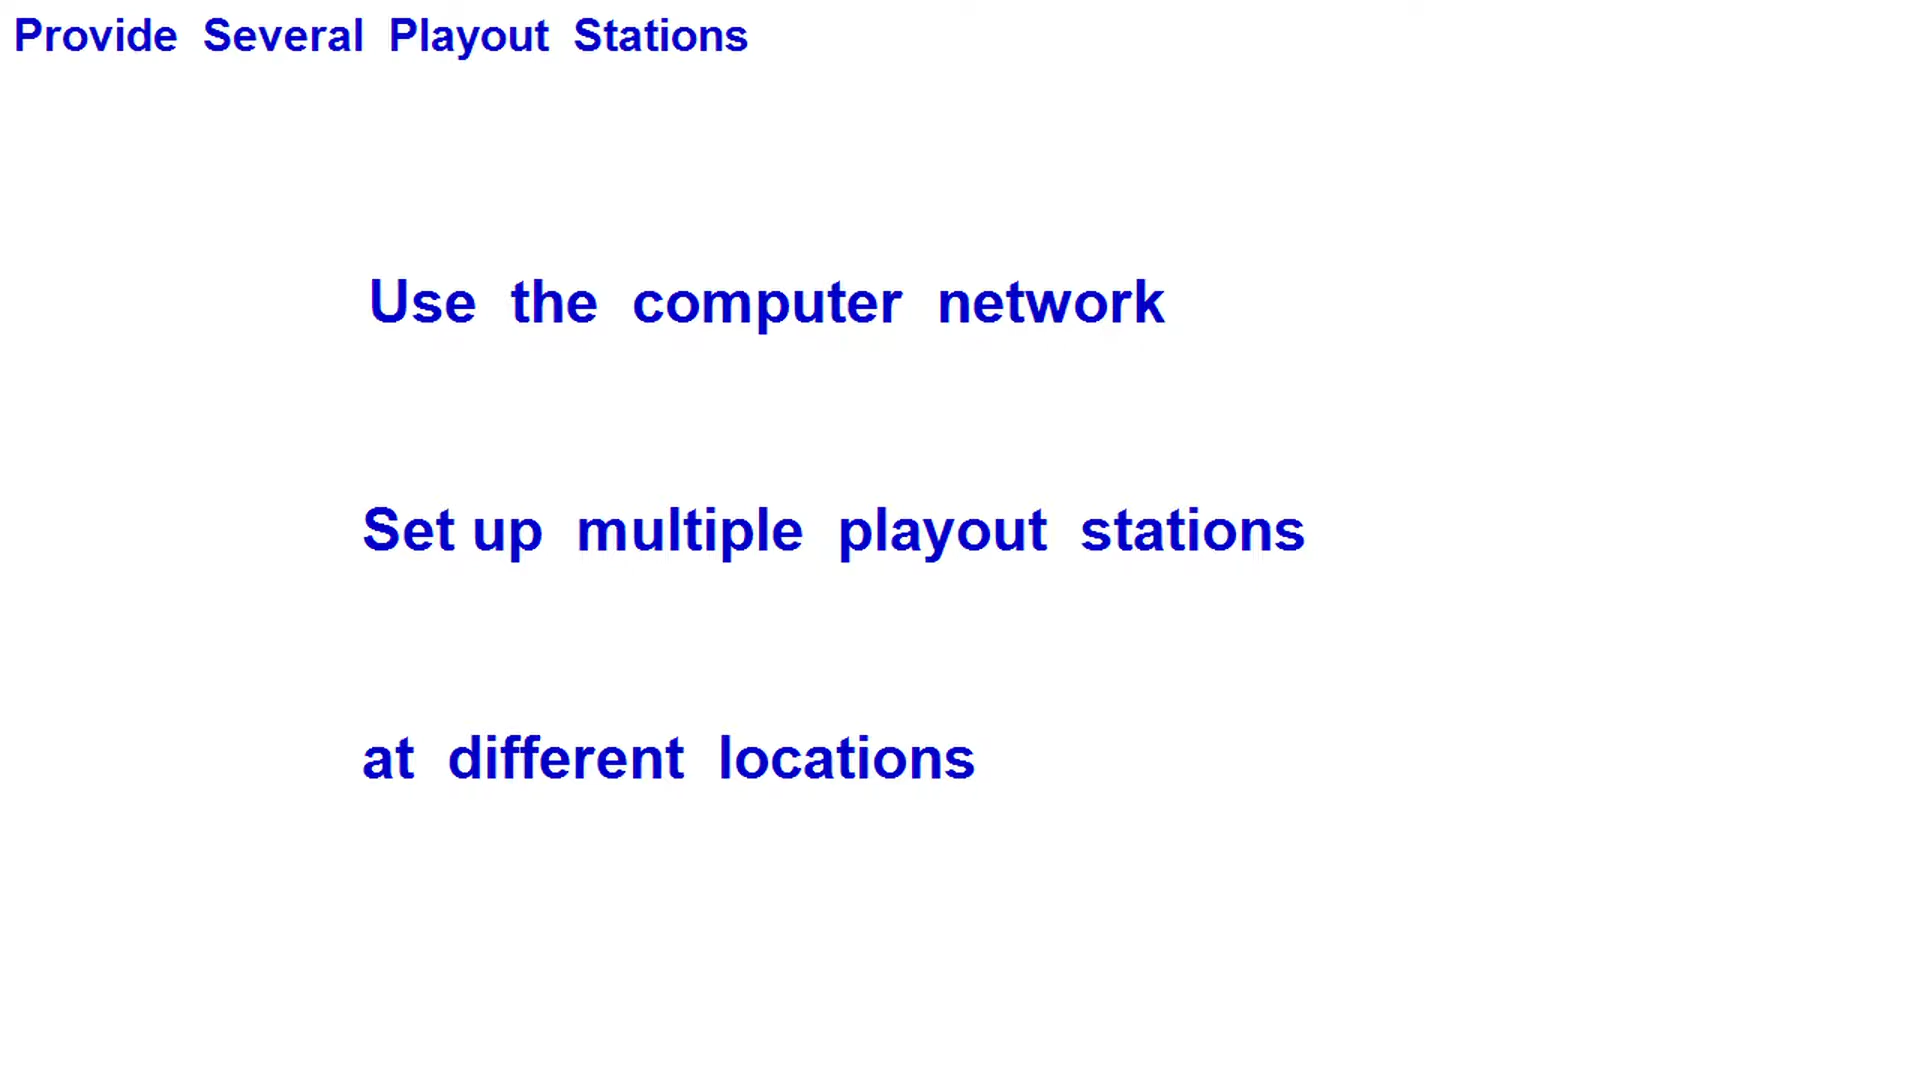 Provide Several Playout Stations
Use the computer network
Set up multiple playout stations
at different locations